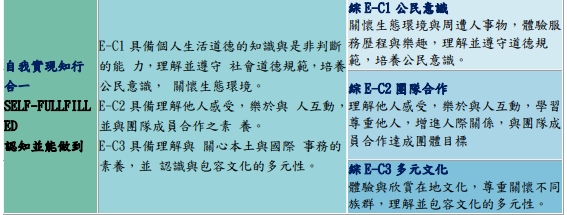 自我實現知行
合一
SELF-FULLFILL
ED
認知並能做到
E-C1 具備個人生活道德的知識與是非判斷
的能 力，理解並遵守 社會道德規範，培養
公民意識， 關懷生態環境。
E-C2 具備理解他人感受，樂於與 人互動，
並與團隊成員合作之素 養。
E-C3 具備理解與 關心本土與國際 事務的
素養，並 認識與包容文化的多元性。
綜 E-C1 公民意識
關懷生態環境與周遭人事物，體驗服
務歷程與樂趣，理解並遵守道德規
範，培養公民意識。
綜 E-C2 團隊合作
理解他人感受，樂於與人互動，學習
尊重他人，增進人際關係，與團隊成
員合作達成團體目標
綜 E-C3 多元文化
體驗與欣賞在地文化，尊重關懷不同
族群，理解並包容文化的多元性。